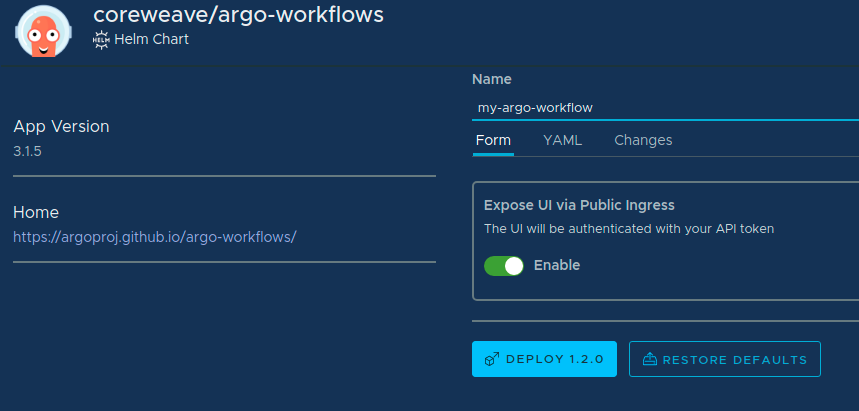 coreweave/argo-workflows
HELM
Helm Chart
App Version
3.1.5
Home
https://argoproj.github.io/argo-workflows/
Name
my-argo-workflow
Form YAML Changes
Expose UI via Public Ingress
The UI will be authenticated with your API token
Enable
DEPLOY 1.2.0 RESTORE DEFAULTS